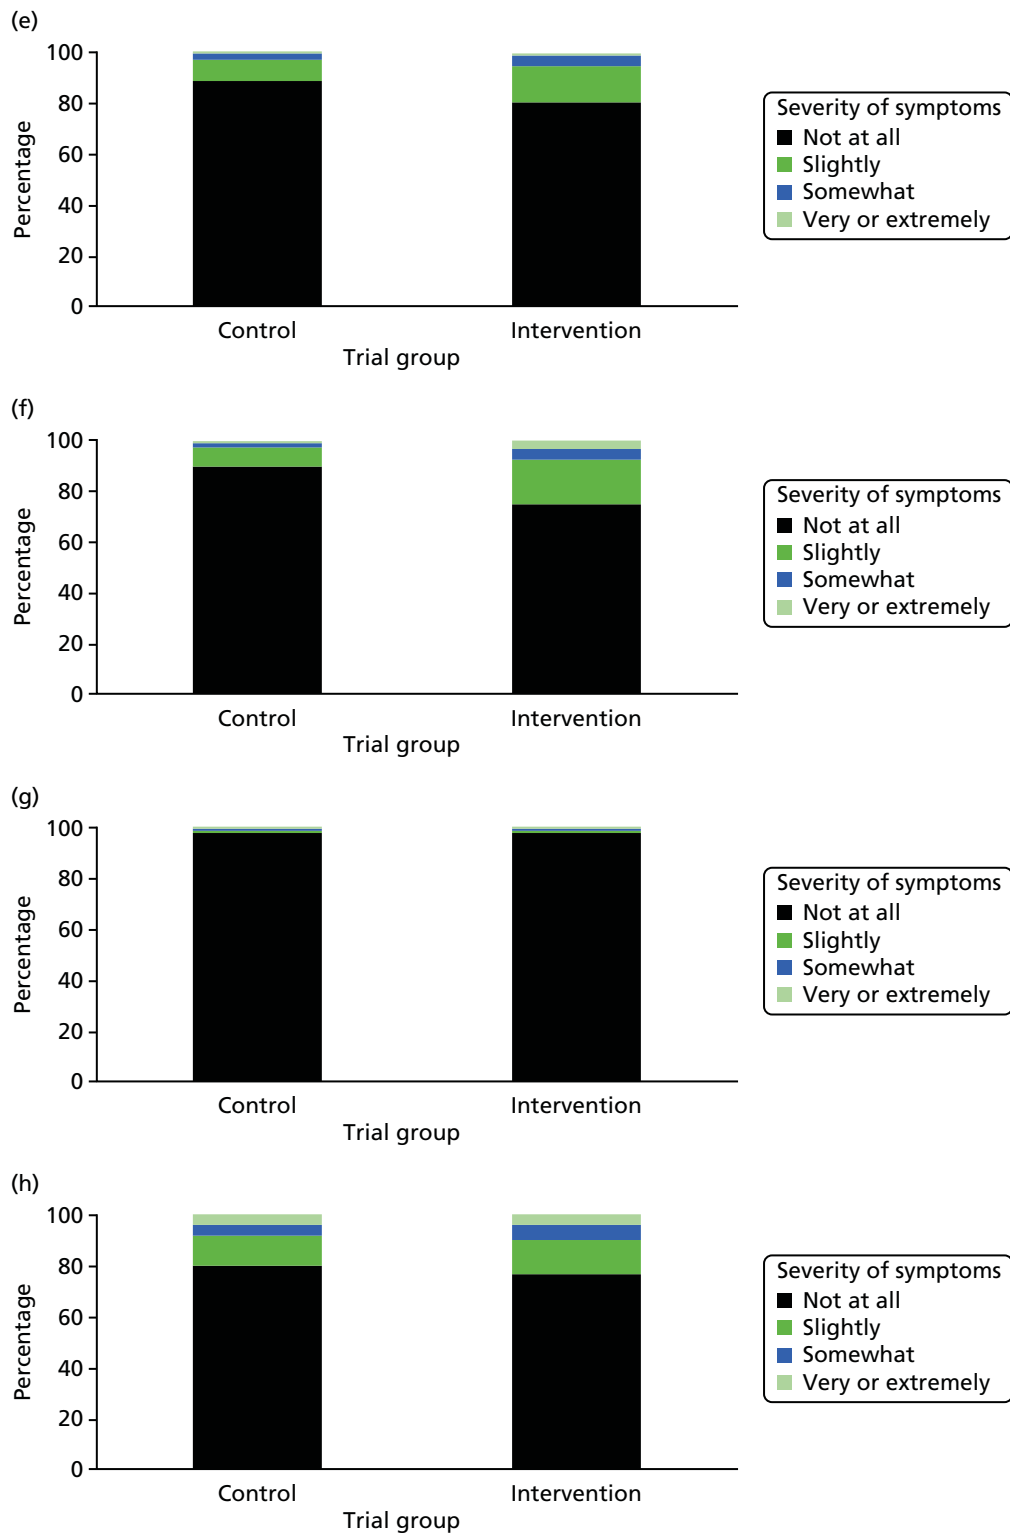 (e)
100
80
60
40
20
0
Percentage
Control
Intervention
Trial group
Severity of symptoms
Not at all
Slightly
Somewhat
Very or extremely
(f)
100
80
60
40
20
0
Percentage
Control
Intervention
Trial group
Severity of symptoms
Not at all
Slightly
Somewhat
Very or extremely
(g)
100
80
60
40
20
0
Percentage
Control
Intervention
Trial group
Severity of symptoms
Not at all
Slightly
Somewhat
Very or extremely
(h)
100
80
60
40
20
0
Percentage
Control
Intervention
Trial group
Severity of symptoms
Not at all
Slightly
Somewhat
Very or extremely